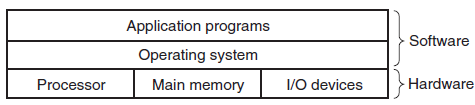 Application programs
Software
Operating system
Processor Main memory I/O devices Hardware